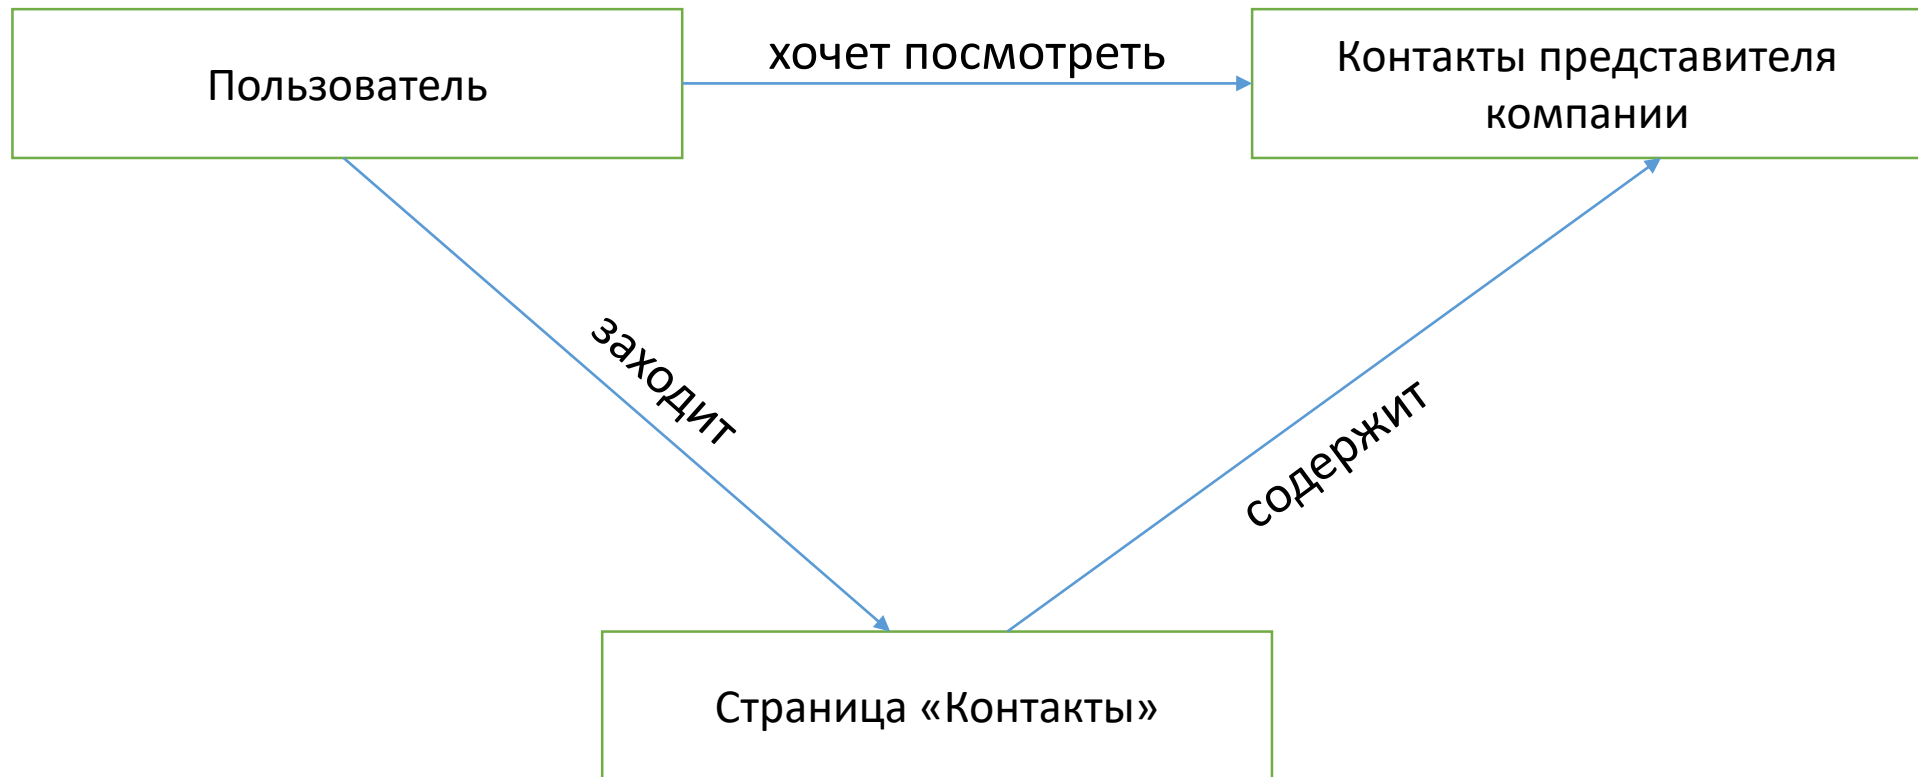 Пользователь
хочет посмотреть
Контакты представителя
компании
заходит
содержит
Страница «Контакты»